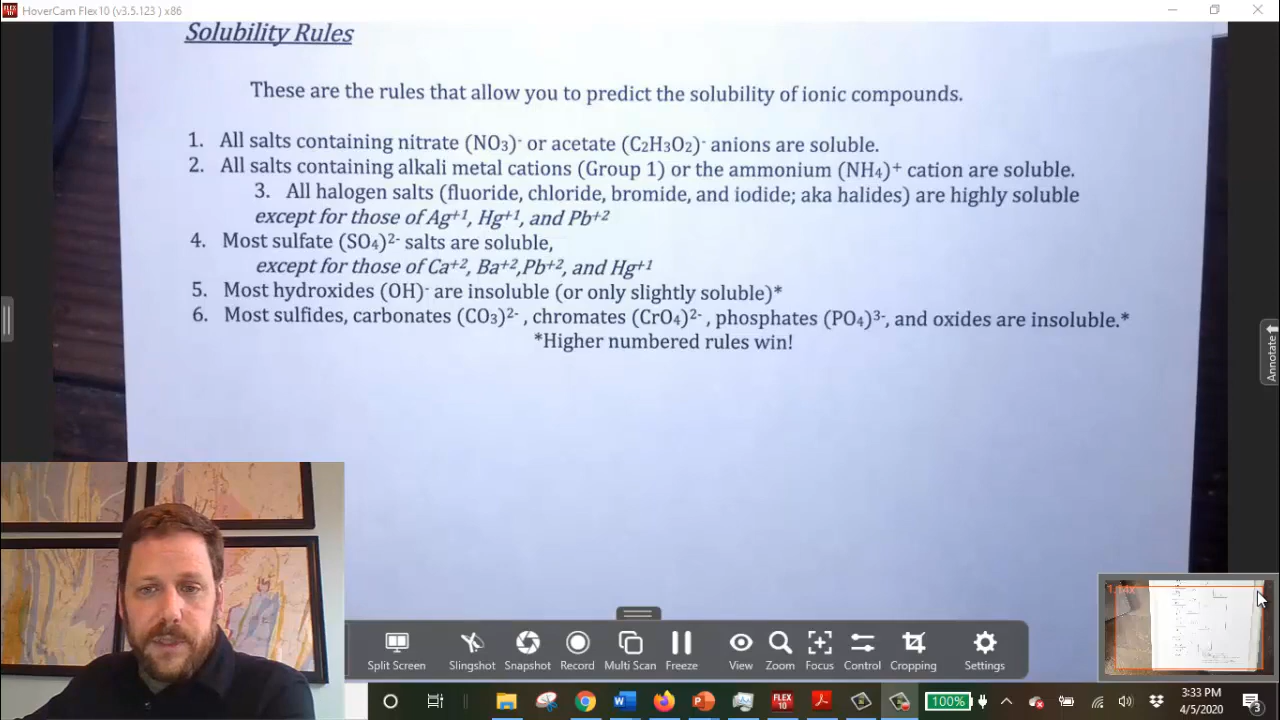 HoverCam Flex10 (v3.5.123 ) x86
Solubility Rules
These are the rules that allow you to predict the solubility of ionic compounds.
1. All salts containing nitrate (NO3)- or acetate (C2H3O2)- anions are soluble.
2. All salts containing alkali metal cations (Group 1) or the ammonium (NH4)+ cation are soluble.
3. All halogen salts (fluoride, chloride, bromide, and iodide; aka halides) are highly soluble
except for those of Ag+1, Hg+1, and Pb+2
4. Most sulfate (SO4)2- salts are soluble,
except for those of Ca+2, Ba+2,Pb+2, and Hg+1
5. Most hydroxides (OH)- are insoluble (or only slightly soluble)*
6. Most sulfides, carbonates (CO3)2- , chromates (CrO4)2- , phosphates (PO4)3-, and oxides are insoluble.*
*Higher numbered rules win!
Annotate
Split Screen Slingshot Snapshot Record Multi Scan Freeze View Zoom Focus Control Cropping Settings
100%
3:33 PM
4/5/2020
3